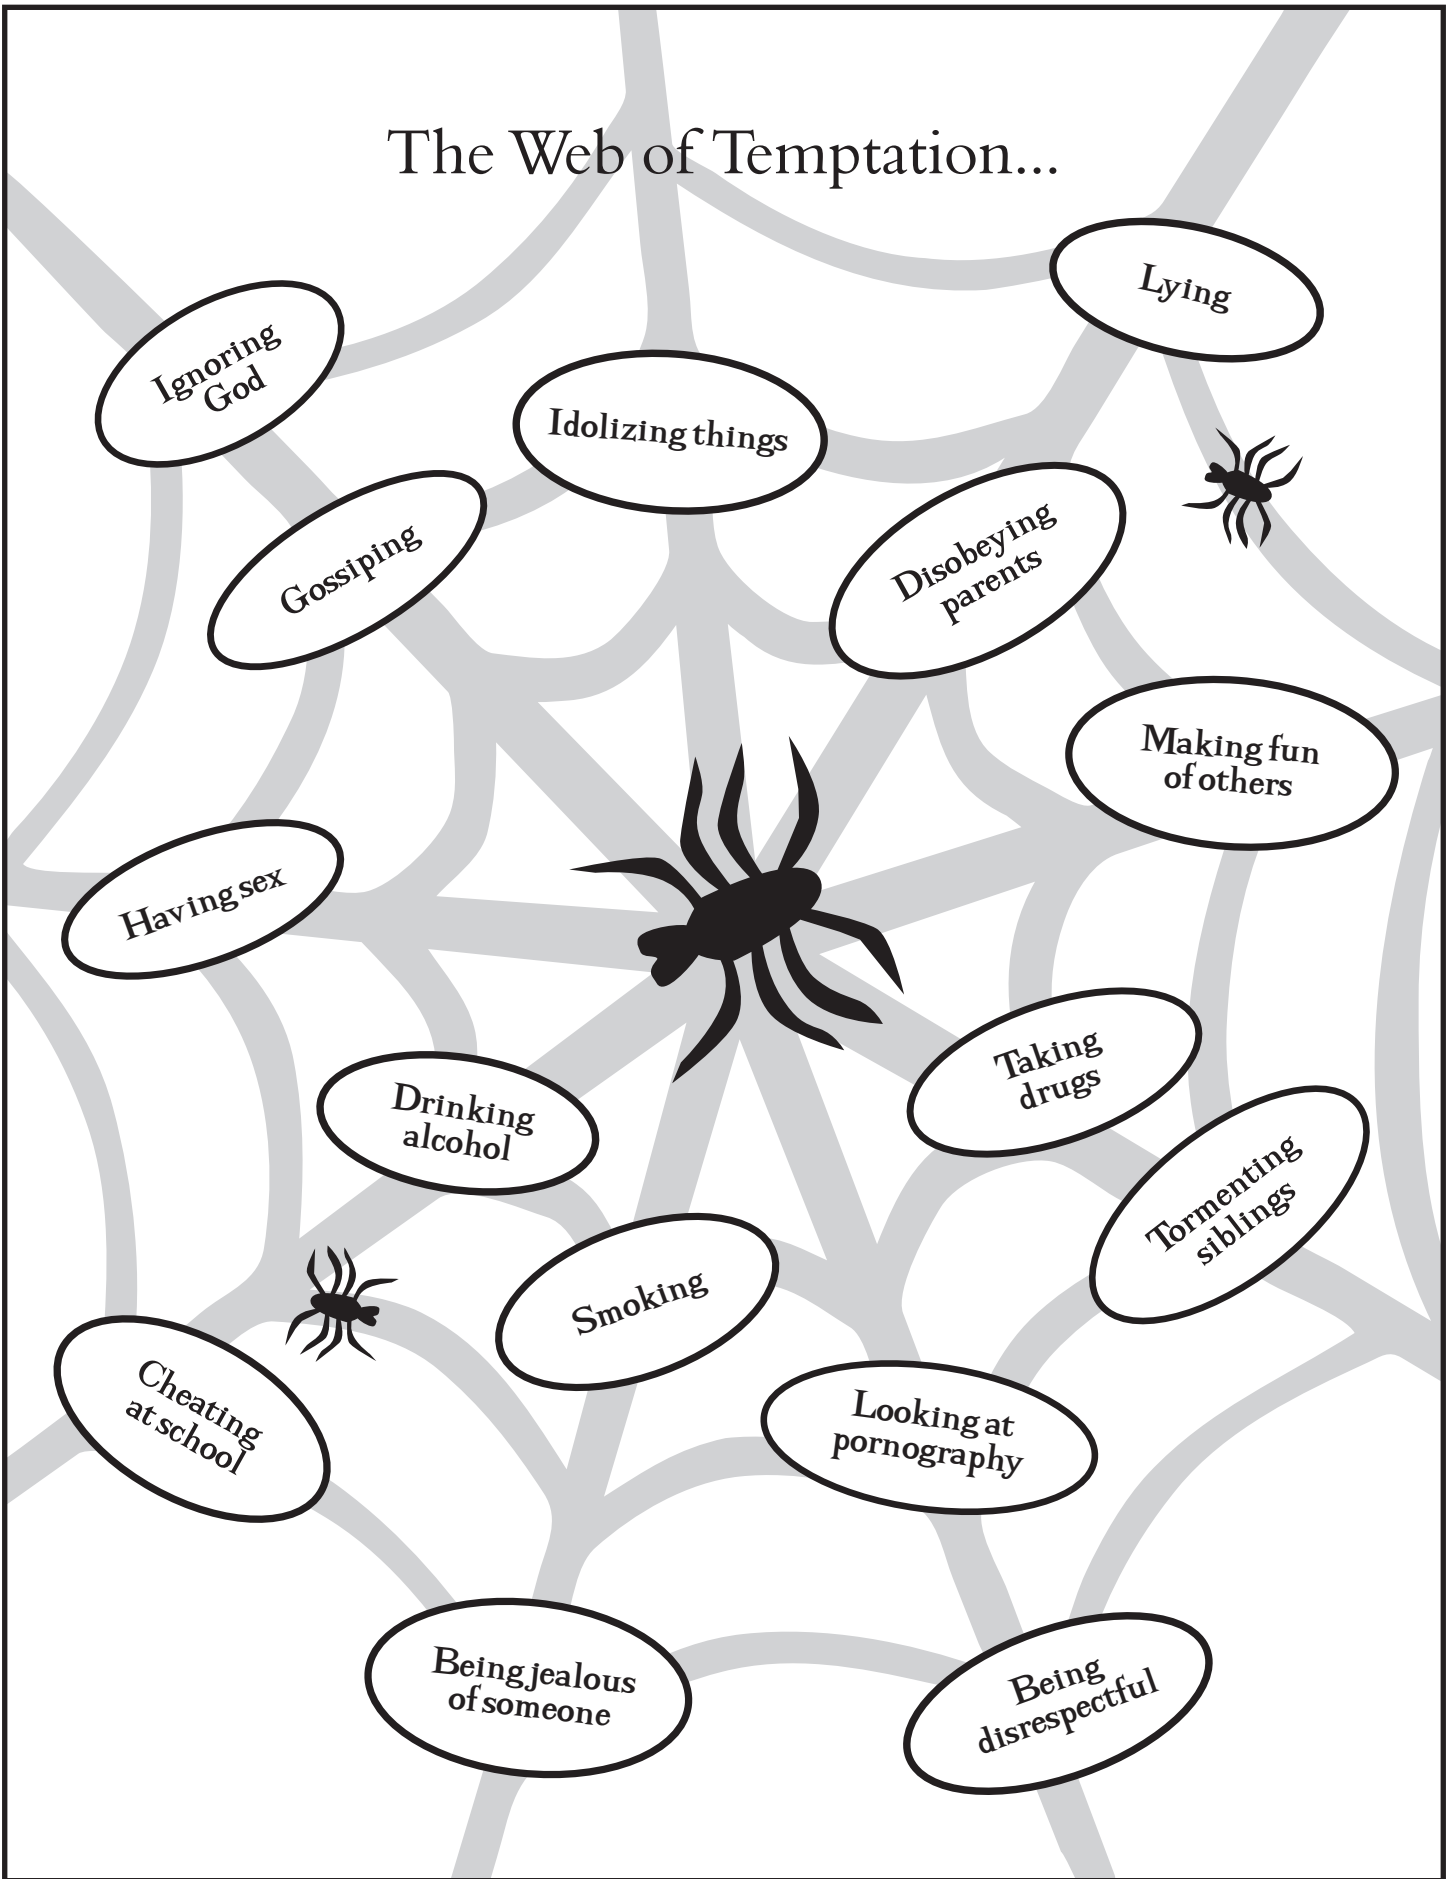 The Web of Temptation...
Lying
Ignoring
God
Idolizing things
Gossiping
Disobeying
parents
Making fun
of others
Having sex
Taking
drugs
Drinking
alcohol
Tormenting
siblings
Smoking
Cheating
at school
Looking at
pornography
Being jealous
of someone
Being
disrespectful